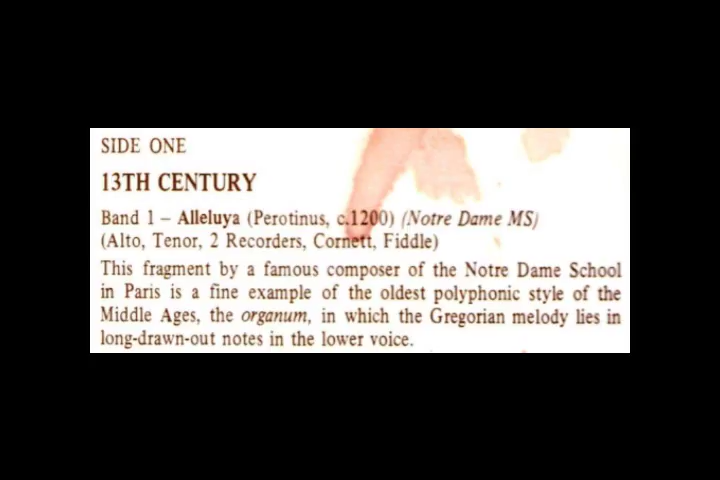 SIDE ONE
13TH CENTURY
Band 1 – Alleluya (Perotinus, c.1200) (Notre Dame MS)
(Alto, Tenor, 2 Recorders, Cornett, Fiddle)
This fragment by a famous composer of the Notre Dame School
in Paris is a fine example of the oldest polyphonic style of the
Middle Ages, the organum, in which the Gregorian melody lies in
long-drawn-out notes in the lower voice.